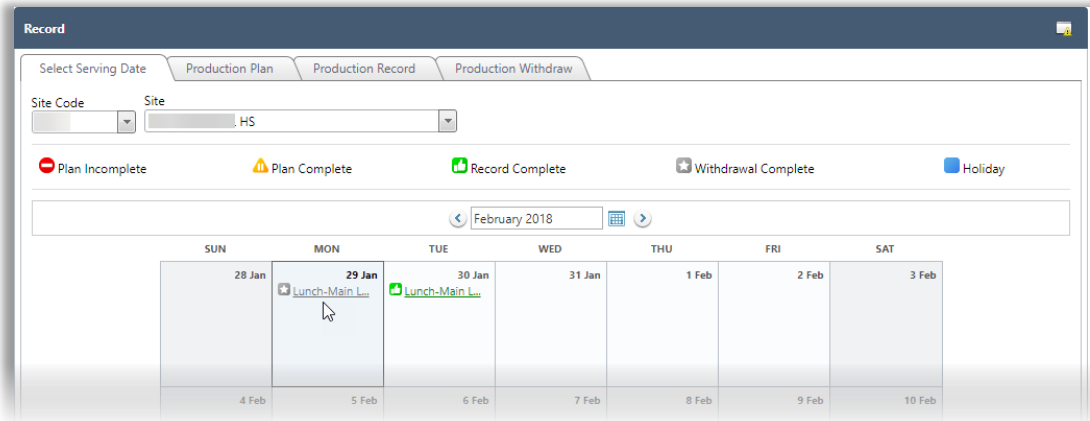 Record
Select Serving Date Production Plan Production Record Production Withdraw
Site Code Site
. HS
Plan Incomplete Plan Complete Record Complete Withdrawal Complete Holiday
February 2018
SUN MON TUE WED THU FRI SAT
28 Jan 29 Jan 30 Jan 31 Jan 1 Feb 2 Feb 3 Feb
Lunch-Main L... Lunch-Main L...
4 Feb 5 Feb 6 Feb 7 Feb 8 Feb 9 Feb 10 Feb